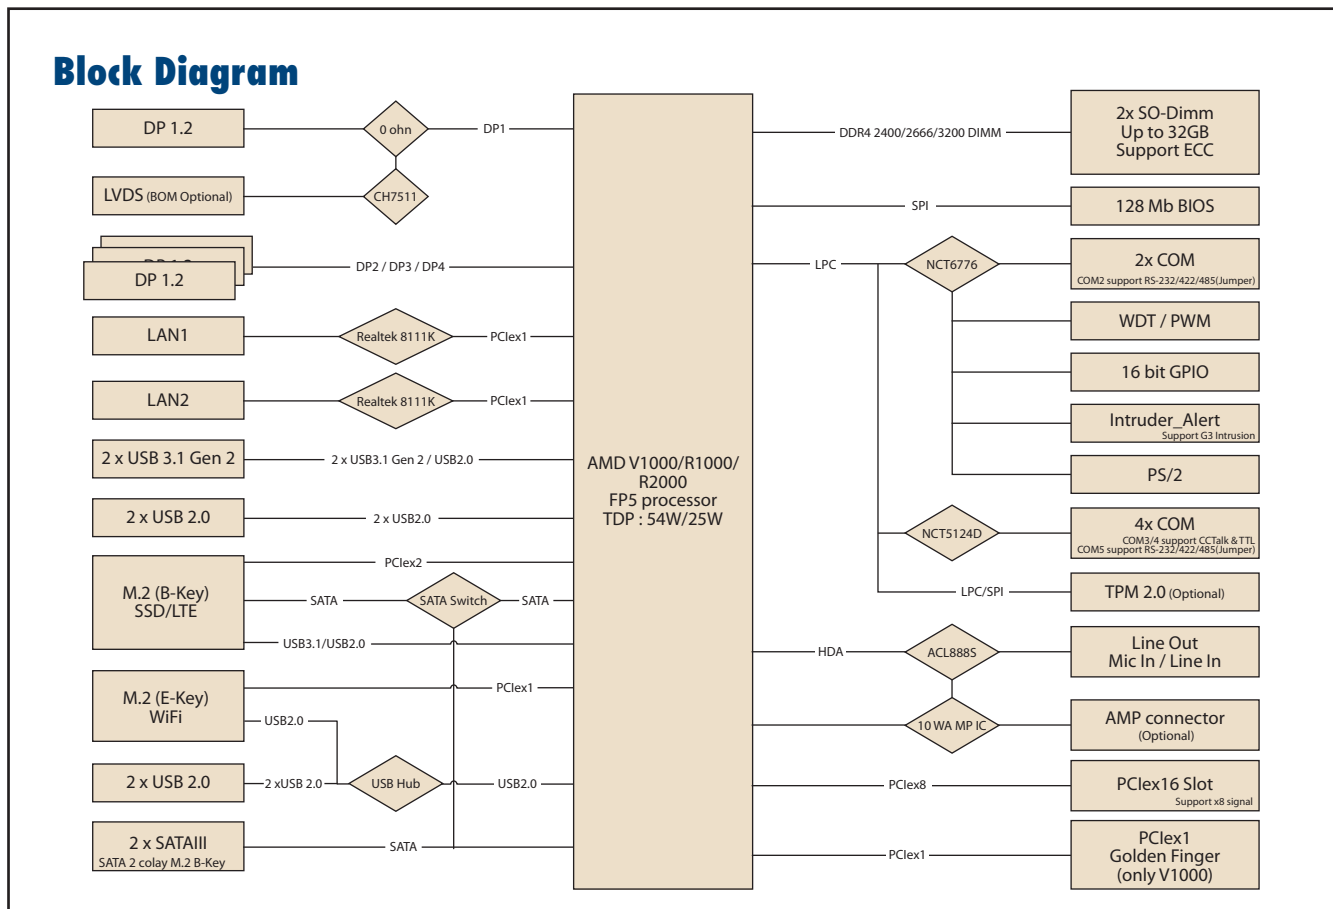 Block Diagram
DP 1.2
0 ohn
DP1
LVDS (BOM Optional)
CH7511
DP 1.2
DP2 / DP3 / DP4
LAN1
Realtek 8111K
PCIex1
LAN2
Realtek 8111K
PCIex1
2 x USB 3.1 Gen 2
2 x USB3.1 Gen 2 / USB2.0
2 x USB 2.0
2 x USB2.0
M.2 (B-Key)
SSD/LTE
PCIex2
SATA
SATA Switch
SATA
USB3.1/USB2.0
M.2 (E-Key)
WiFi
PCIex1
USB2.0
2 x USB 2.0
2 xUSB 2.0
USB Hub
USB2.0
2 x SATAIII
SATA 2 colay M.2 B-Key
SATA
AMD V1000/R1000/
R2000
FP5 processor
TDP : 54W/25W
DDR4 2400/2666/3200 DIMM
2x SO-Dimm
Up to 32GB
Support ECC
SPI
128 Mb BIOS
LPC
NCT6776
2x COM
COM2 support RS-232/422/485(Jumper)
WDT / PWM
16 bit GPIO
Intruder_Alert
Support G3 Intrusion
PS/2
NCT5124D
4x COM
COM3/4 support CCTalk & TTL
COM5 support RS-232/422/485(Jumper)
LPC/SPI
TPM 2.0 (Optional)
HDA
ACL888S
Line Out
Mic In / Line In
10 WA MP IC
AMP connector
(Optional)
PCIex8
PCIex16 Slot
Support x8 signal
PCIex1
PCIex1
Golden Finger
(only V1000)